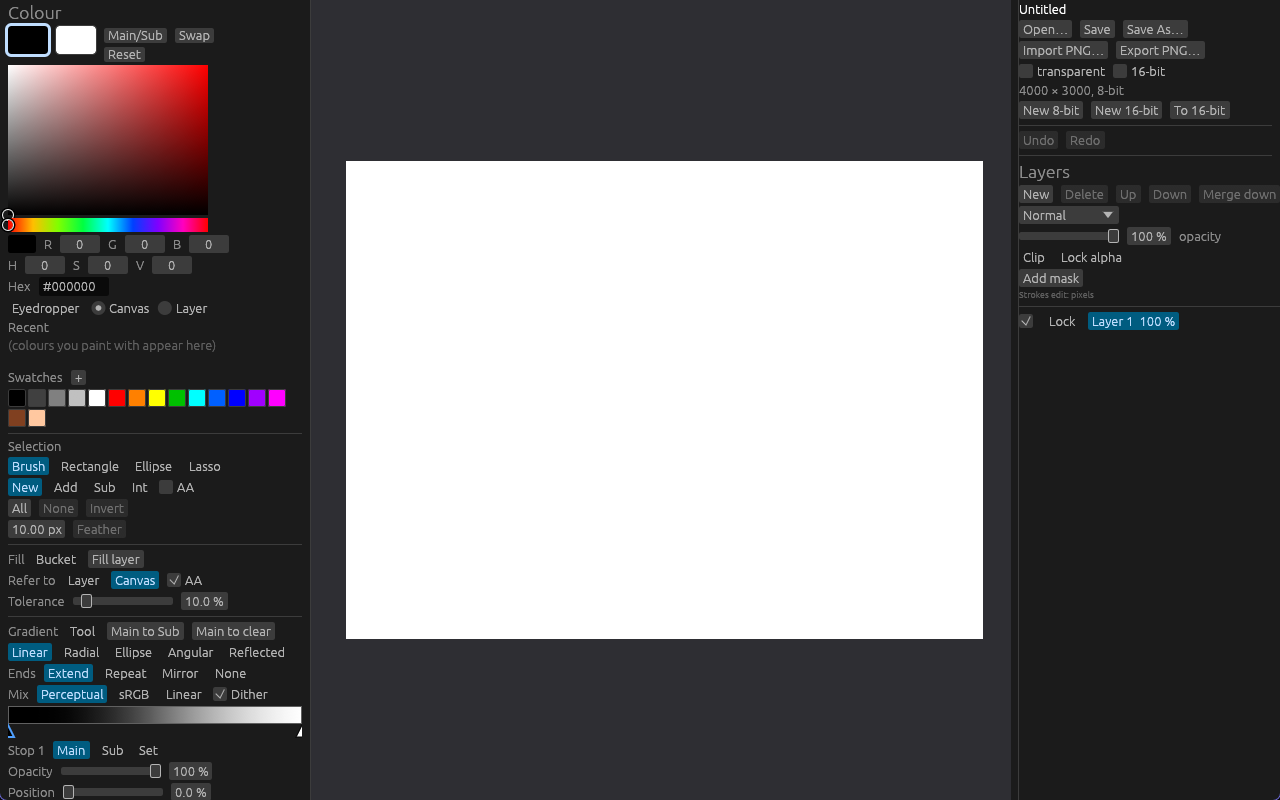 Colour
Main/Sub Swap
Reset
R 0 G 0 B 0
H 0 S 0 V 0
Hex #000000
Eyedropper Canvas Layer
Recent
(colours you paint with appear here)
Swatches +
Selection
Brush Rectangle Ellipse Lasso
New Add Sub Int AA
All None Invert
10.00 px Feather
Fill Bucket Fill layer
Refer to Layer Canvas AA
Tolerance 10.0 %
Gradient Tool Main to Sub Main to clear
Linear Radial Ellipse Angular Reflected
Ends Extend Repeat Mirror None
Mix Perceptual sRGB Linear Dither
Stop 1 Main Sub Set
Opacity 100 %
Position 0.0 %
Untitled
Open... Save Save As...
Import PNG... Export PNG...
transparent 16-bit
4000 × 3000, 8-bit
New 8-bit New 16-bit To 16-bit
Undo Redo
Layers
New Delete Up Down Merge down
Normal
100 % opacity
Clip Lock alpha
Add mask
Strokes edit: pixels
Lock Layer 1 100 %